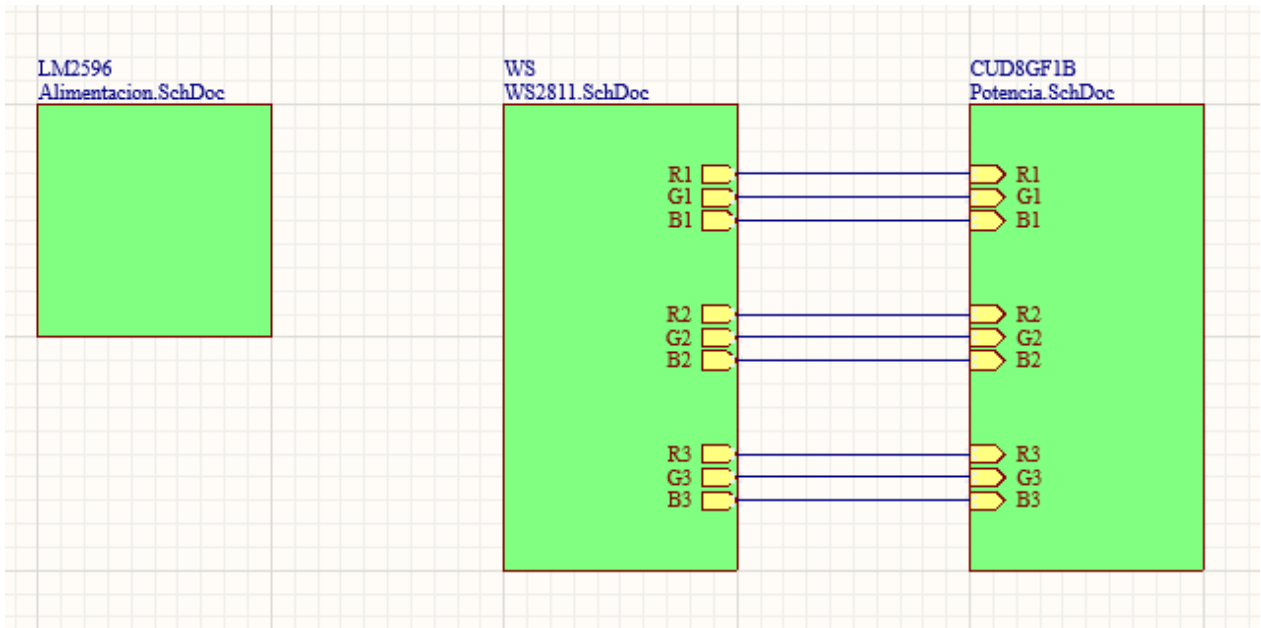 LM2596
Alimentacion.SchDoc
WS
WS2811.SchDoc
R1
G1
B1
R2
G2
B2
R3
G3
B3
CUD8GF1B
Potencia.SchDoc
R1
G1
B1
R2
G2
B2
R3
G3
B3